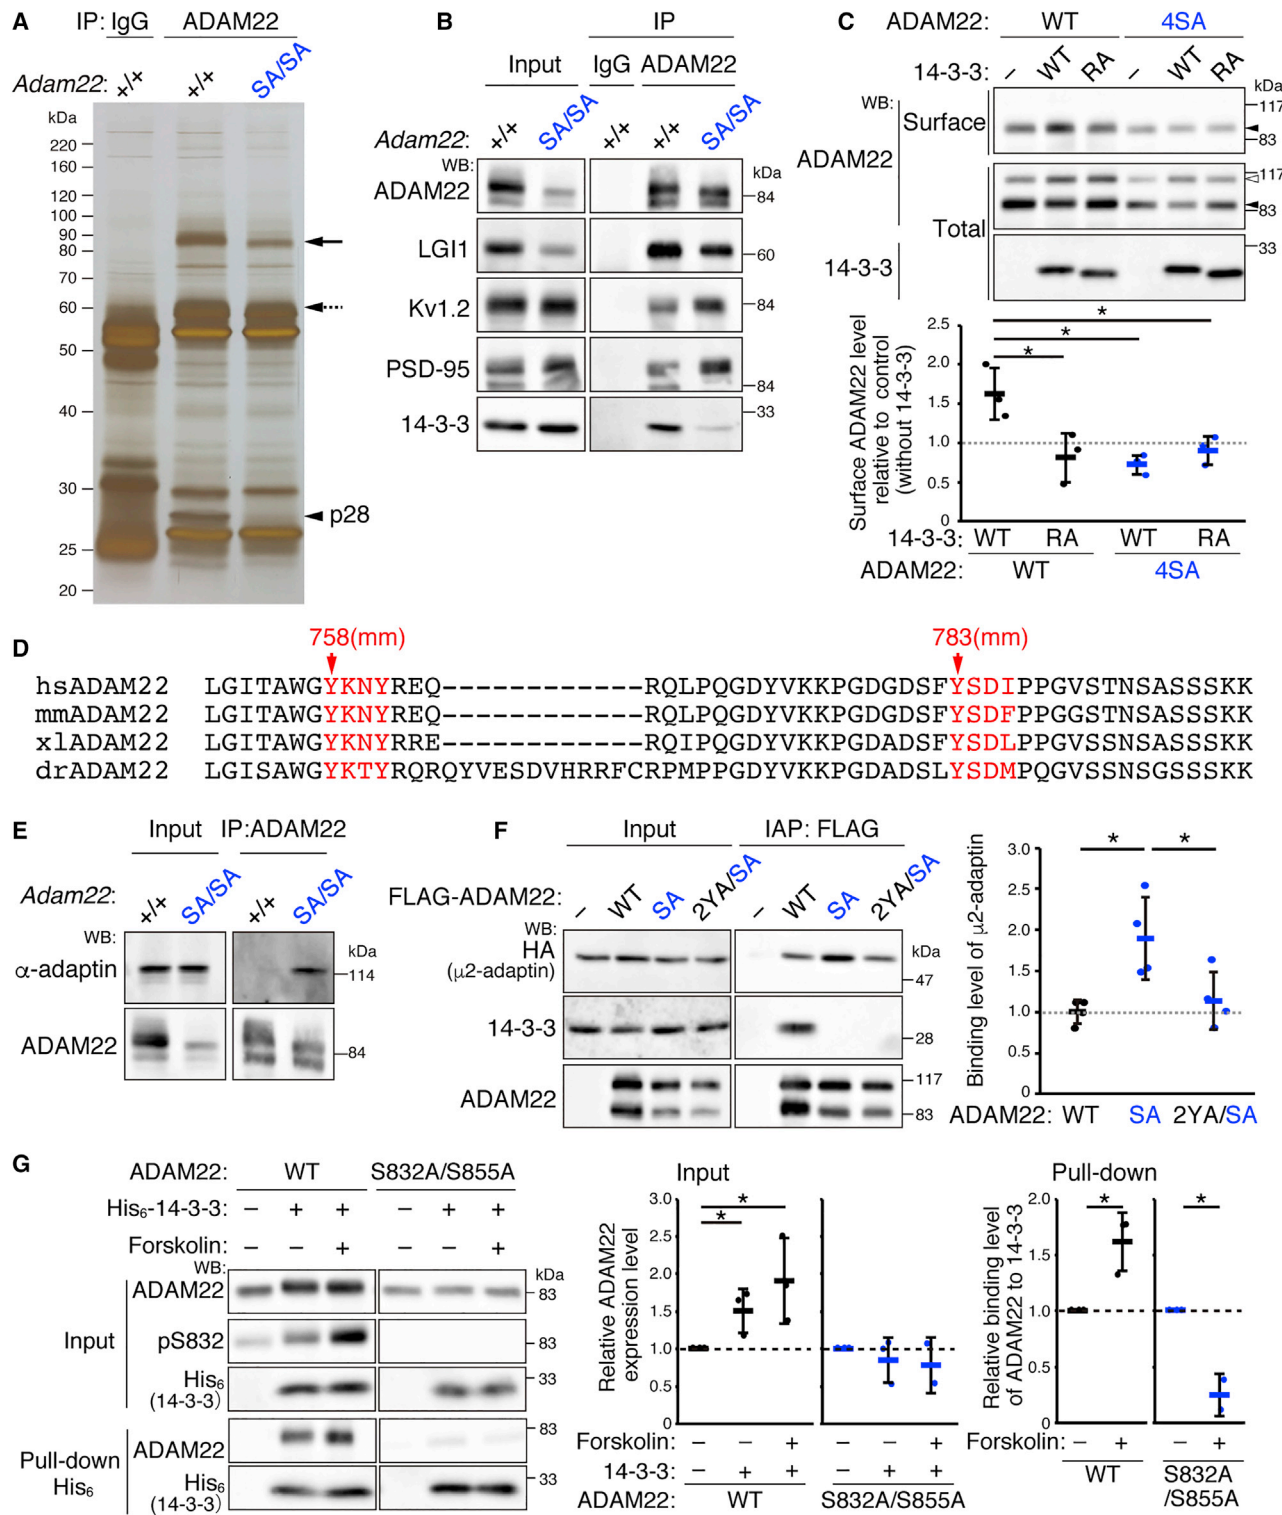 A
IP: IgG ADAM22
Adam22: +/+ +/+ SA/SA
kDa
220
160
120
100
90
80
70
60
50
40
30
25
20
p28
B
IP
Input IgG ADAM22
Adam22: +/+ SA/SA +/+ +/+ SA/SA
WB:
kDa
ADAM22 84
LGI1 60
Kv1.2 84
PSD-95 84
14-3-3 33
C
ADAM22: WT 4SA
14-3-3: – WT RA – WT RA
WB:
kDa
ADAM22
Surface 117 83
Total 117 83
14-3-3 33
Surface ADAM22 level
relative to control
(without 14-3-3)
2.5
2.0
1.5
1.0
0.5
0
* * *
14-3-3: WT RA WT RA
ADAM22: WT 4SA
D
758(mm) 783(mm)
hsADAM22 LGITAWGYKNYREQ--------------RQLPQGDYVKKPGDGDSFYSDIPPGVSTNSASSSKK
mmADAM22 LGITAWGYKNYREQ--------------RQLPQGDYVKKPGDGDSFYSDFPPGGSTNSASSSKK
xlADAM22 LGITAWGYKNYRRE--------------RQIPQGDYVKKPGDADSFYSDLPPGVSTNSASSSKK
drADAM22 LGISAWGYKTYRQRQYVESDVHRRFCRPMPPGDYVKKPGDADSLYSDMPQGVSSNSGSSSKK
E
Input IP:ADAM22
Adam22: +/+ SA/SA +/+ SA/SA
WB:
kDa
α-adaptin 114
ADAM22 84
F
Input IAP: FLAG
FLAG-ADAM22: – WT SA 2YA/SA – WT SA 2YA/SA
WB:
HA
(μ2-adaptin)
kDa
47
14-3-3 28
ADAM22 117
83
Binding level of μ2-adaptin
3.0
2.5
2.0
1.5
1.0
0.5
0
* *
ADAM22: WT SA 2YA/SA
G
ADAM22: WT S832A/S855A
His6-14-3-3: – + + – + +
Forskolin: – – + – – +
WB:
kDa
Input
ADAM22 83
pS832 83
His6
(14-3-3) 33
Pull-down
His6
ADAM22 83
His6
(14-3-3) 33
Input
Relative ADAM22
expression level
3.0
2.5
2.0
1.5
1.0
0.5
0
* *
Forskolin: – – + – – +
14-3-3: – + + – + +
ADAM22: WT S832A/S855A
Pull-down
Relative binding level
of ADAM22 to 14-3-3
2.0
1.5
1.0
0.5
0
* *
Forskolin: – + – +
WT S832A
/S855A